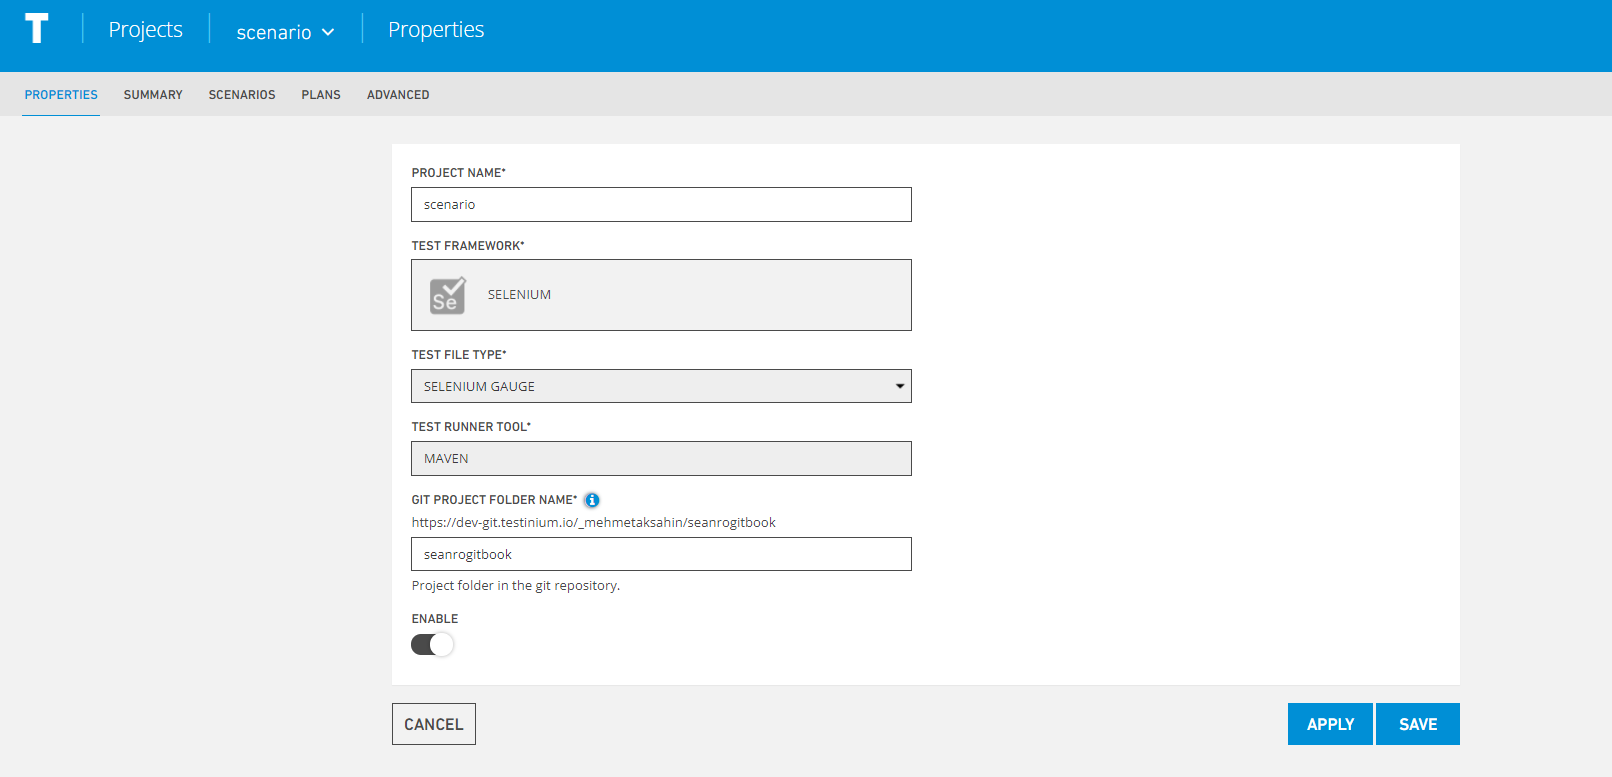 T Projects scenario Properties
PROPERTIES SUMMARY SCENARIOS PLANS ADVANCED
PROJECT NAME*
scenario
TEST FRAMEWORK*
Se SELENIUM
TEST FILE TYPE*
SELENIUM GAUGE
TEST RUNNER TOOL*
MAVEN
GIT PROJECT FOLDER NAME* i
https://dev-git.testinium.io/_mehmetaksahin/seanrogitbook
seanrogitbook
Project folder in the git repository.
ENABLE
CANCEL APPLY SAVE